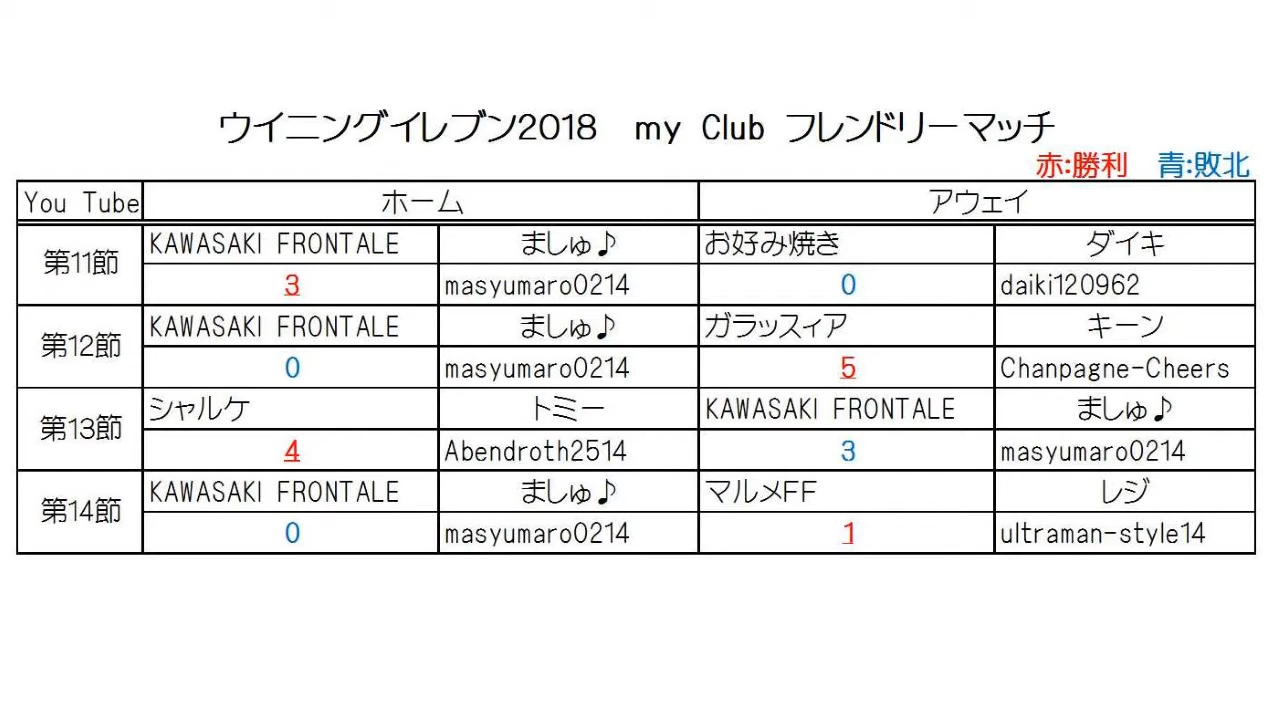 ウイニングイレブン2018 my Club フレンドリーマッチ
赤:勝利 青:敗北
You Tube ホーム アウェイ
第11節 KAWASAKI FRONTALE ましゅ♪ お好み焼き ダイキ
3 masyumaro0214 0 daiki120962
第12節 KAWASAKI FRONTALE ましゅ♪ ガラッスィア キーン
0 masyumaro0214 5 Chanpagne-Cheers
第13節 シャルケ トミー KAWASAKI FRONTALE ましゅ♪
4 Abendroth2514 3 masyumaro0214
第14節 KAWASAKI FRONTALE ましゅ♪ マルメFF レジ
0 masyumaro0214 1 ultraman-style14